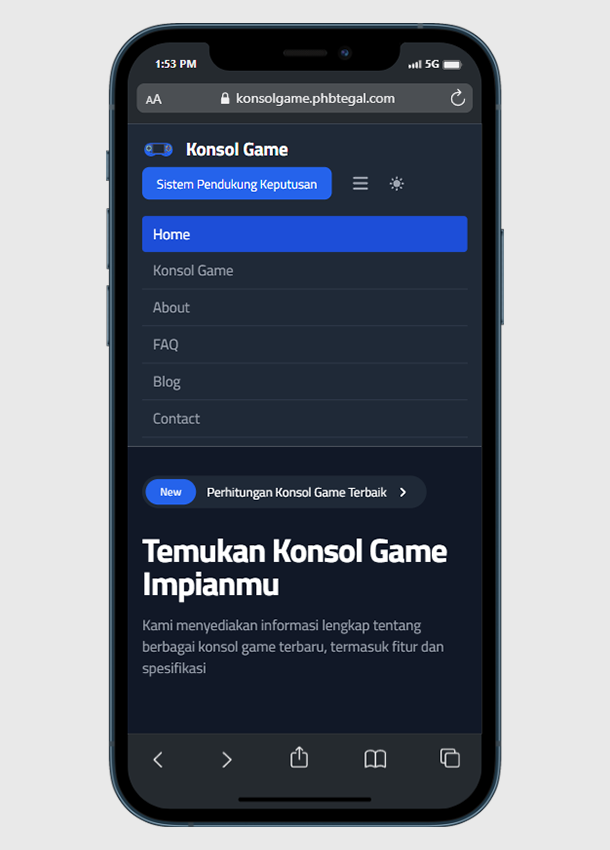 1:53 PM
5G
AA
konsolgame.phbtegal.com
Konsol Game
Sistem Pendukung Keputusan
Home
Konsol Game
About
FAQ
Blog
Contact
New Perhitungan Konsol Game Terbaik
Temukan Konsol Game
Impianmu
Kami menyediakan informasi lengkap tentang
berbagai konsol game terbaru, termasuk fitur dan
spesifikasi